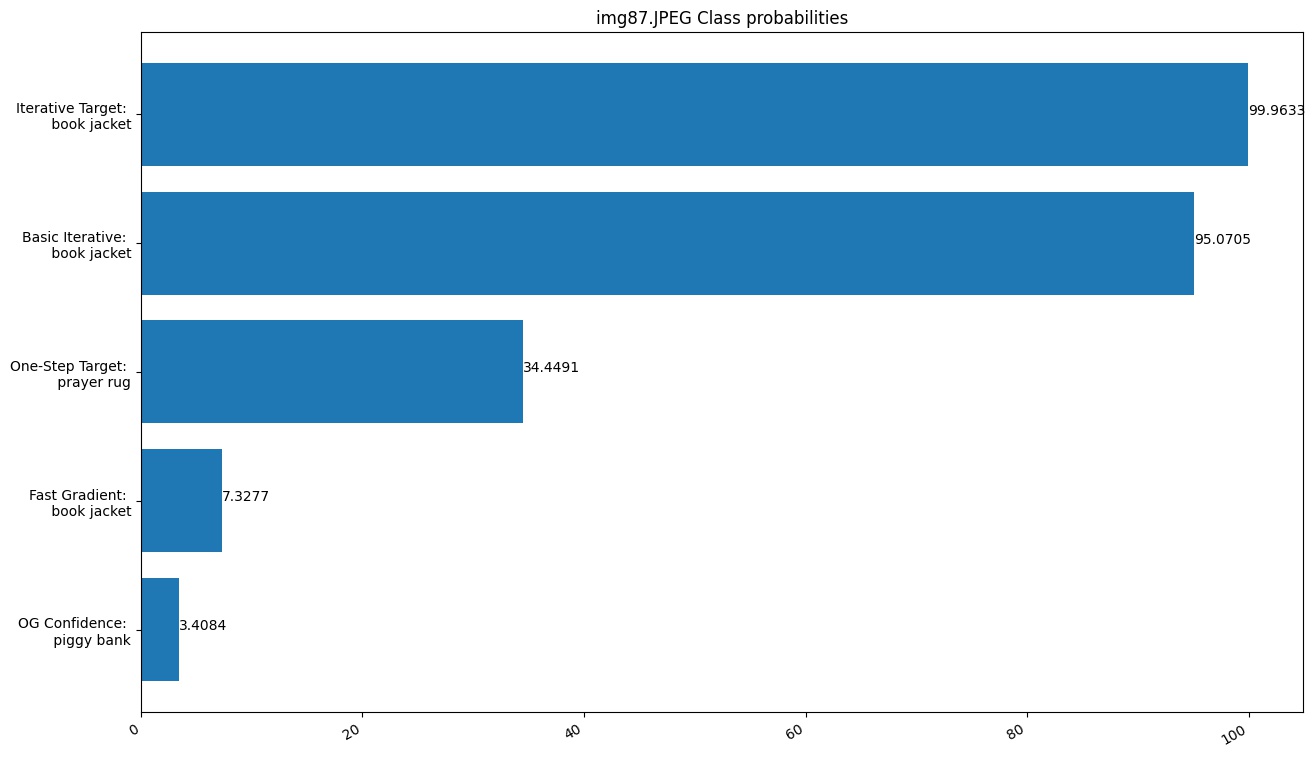 img87.JPEG Class probabilities
Iterative Target:
book jacket
99.9633
Basic Iterative:
book jacket
95.0705
One-Step Target:
prayer rug
34.4491
Fast Gradient:
book jacket
7.3277
OG Confidence:
piggy bank
3.4084
0 20 40 60 80 100